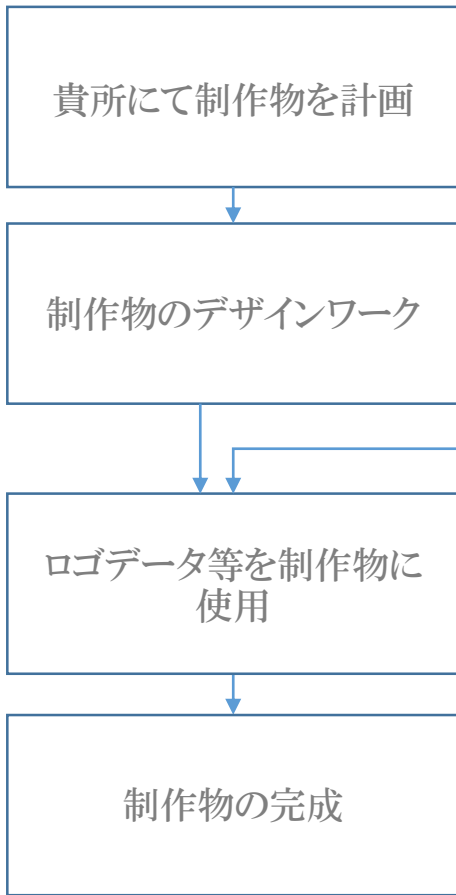 貴所にて制作物を計画
制作物のデザインワーク
ロゴデータ等を制作物に
使用
制作物の完成